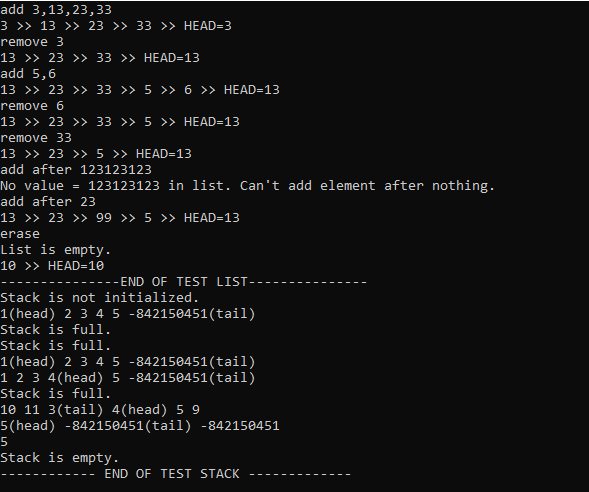 add 3,13,23,33
3 >> 13 >> 23 >> 33 >> HEAD=3
remove 3
13 >> 23 >> 33 >> HEAD=13
add 5,6
13 >> 23 >> 33 >> 5 >> 6 >> HEAD=13
remove 6
13 >> 23 >> 33 >> 5 >> HEAD=13
remove 33
13 >> 23 >> 5 >> HEAD=13
add after 123123123
No value = 123123123 in list. Can't add element after nothing.
add after 23
13 >> 23 >> 99 >> 5 >> HEAD=13
erase
List is empty.
10 >> HEAD=10
---------------END OF TEST LIST---------------
Stack is not initialized.
1(head) 2 3 4 5 -842150451(tail)
Stack is full.
Stack is full.
1(head) 2 3 4 5 -842150451(tail)
1 2 3 4(head) 5 -842150451(tail)
Stack is full.
10 11 3(tail) 4(head) 5 9
5(head) -842150451(tail) -842150451
5
Stack is empty.
------------ END OF TEST STACK -------------